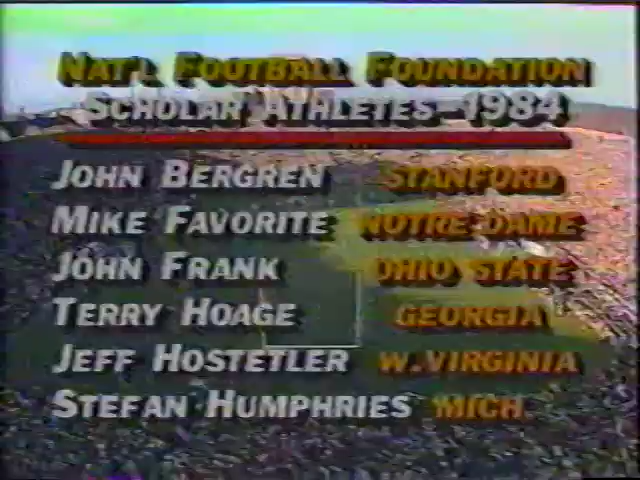 NAT'L FOOTBALL FOUNDATION
SCHOLAR ATHLETES-1984
JOHN BERGREN STANFORD
MIKE FAVORITE NOTRE DAME
JOHN FRANK OHIO STATE
TERRY HOAGE GEORGIA
JEFF HOSTETLER W.VIRGINIA
STEFAN HUMPHRIES MICH.